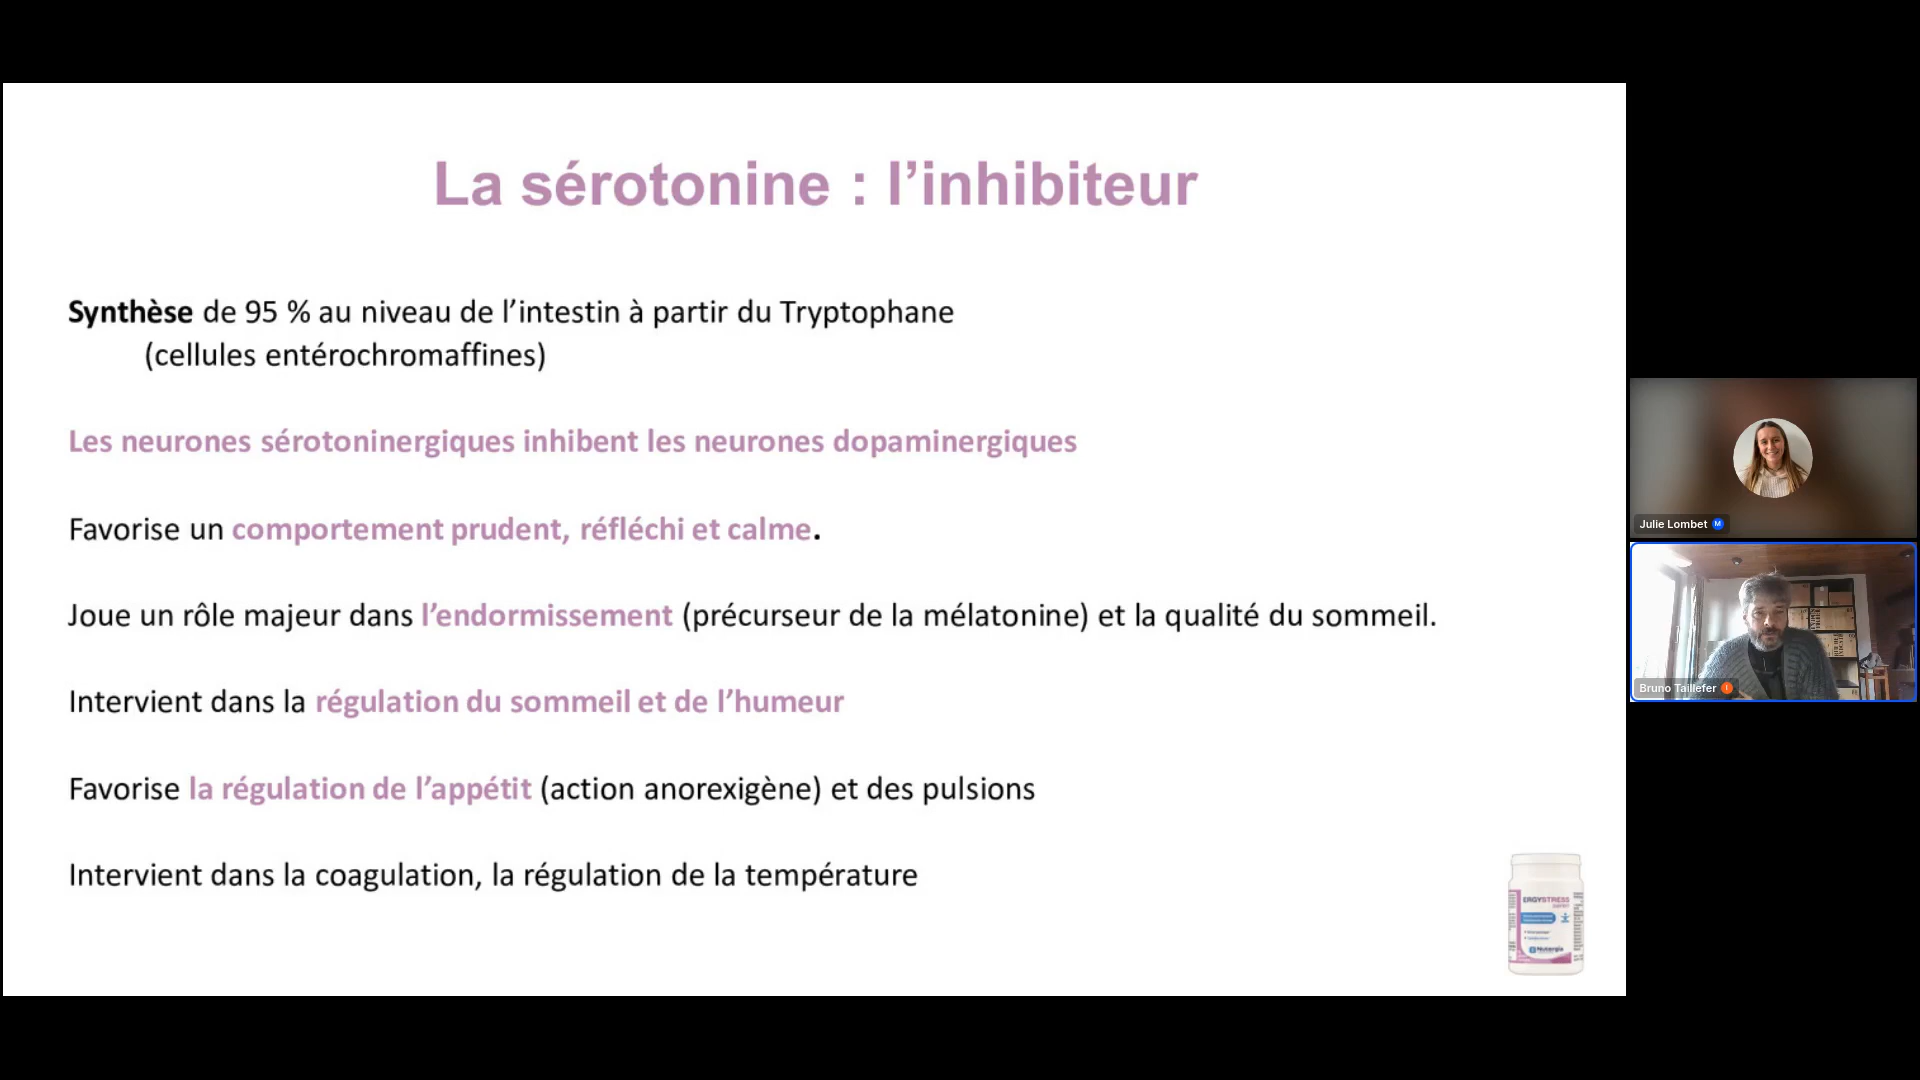 La sérotonine : l’inhibiteur
Synthèse de 95 % au niveau de l’intestin à partir du Tryptophane
(cellules entérochromaffines)
Les neurones sérotoninergiques inhibent les neurones dopaminergiques
Favorise un comportement prudent, réfléchi et calme.
Joue un rôle majeur dans l’endormissement (précurseur de la mélatonine) et la qualité du sommeil.
Intervient dans la régulation du sommeil et de l’humeur
Favorise la régulation de l’appétit (action anorexigène) et des pulsions
Intervient dans la coagulation, la régulation de la température
ERGYSTRESS
Nutergia
Julie Lombet M
Bruno Taillefer